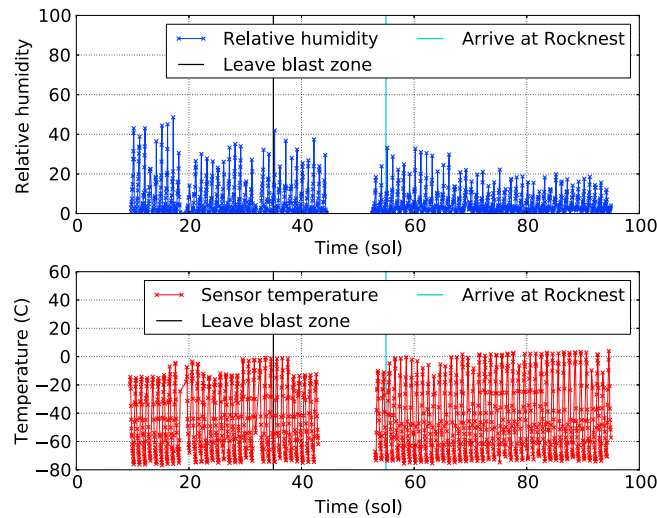 100
80
60
40
20
0
Relative humidity
Relative humidity
Arrive at Rocknest
Leave blast zone
0
20
40
60
80
100
Time (sol)
60
40
20
0
−20
−40
−60
−80
Temperature (C)
Sensor temperature
Arrive at Rocknest
Leave blast zone
0
20
40
60
80
100
Time (sol)